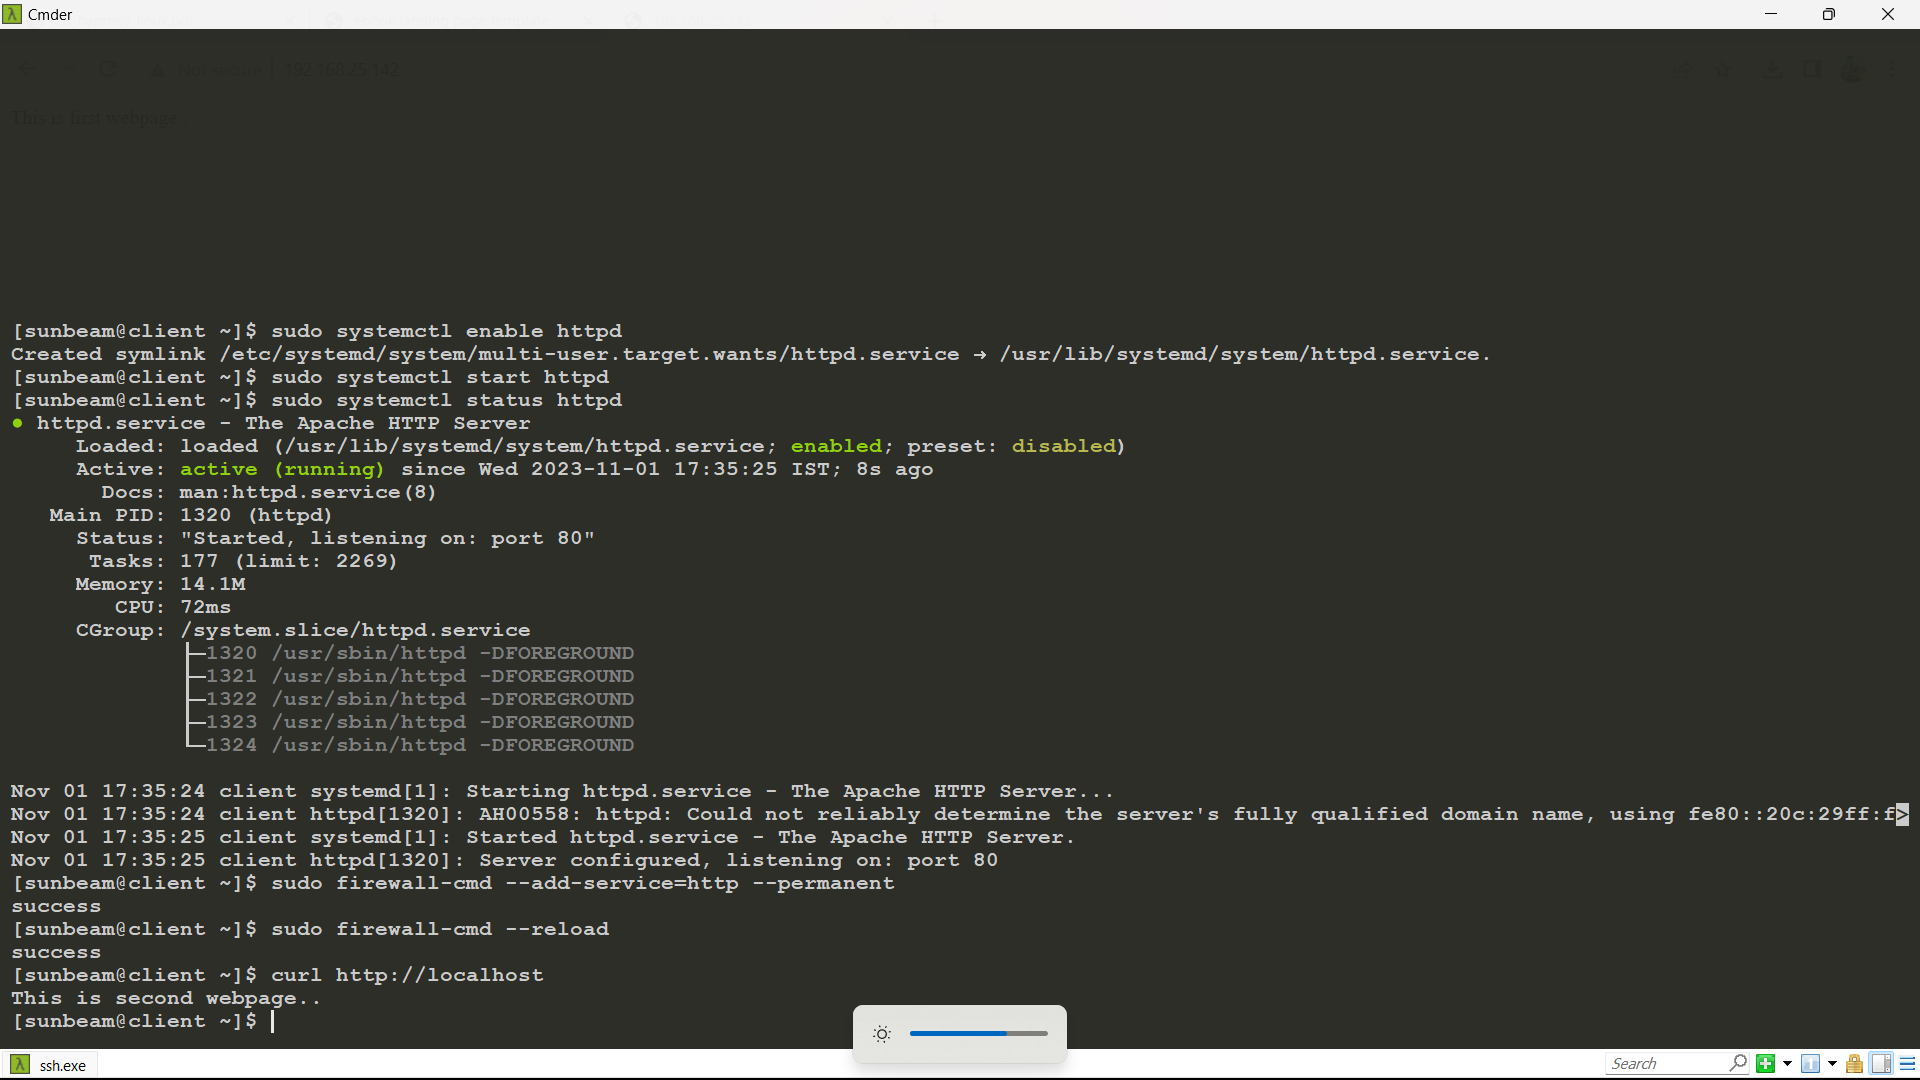 Cmder
Not secure | 192.168.25.142
This is first webpage
[sunbeam@client ~]$ sudo systemctl enable httpd
Created symlink /etc/systemd/system/multi-user.target.wants/httpd.service → /usr/lib/systemd/system/httpd.service.
[sunbeam@client ~]$ sudo systemctl start httpd
[sunbeam@client ~]$ sudo systemctl status httpd
● httpd.service - The Apache HTTP Server
Loaded: loaded (/usr/lib/systemd/system/httpd.service; enabled; preset: disabled)
Active: active (running) since Wed 2023-11-01 17:35:25 IST; 8s ago
Docs: man:httpd.service(8)
Main PID: 1320 (httpd)
Status: "Started, listening on: port 80"
Tasks: 177 (limit: 2269)
Memory: 14.1M
CPU: 72ms
CGroup: /system.slice/httpd.service
├─1320 /usr/sbin/httpd -DFOREGROUND
├─1321 /usr/sbin/httpd -DFOREGROUND
├─1322 /usr/sbin/httpd -DFOREGROUND
├─1323 /usr/sbin/httpd -DFOREGROUND
└─1324 /usr/sbin/httpd -DFOREGROUND
Nov 01 17:35:24 client systemd[1]: Starting httpd.service - The Apache HTTP Server...
Nov 01 17:35:24 client httpd[1320]: AH00558: httpd: Could not reliably determine the server's fully qualified domain name, using fe80::20c:29ff:f>
Nov 01 17:35:25 client systemd[1]: Started httpd.service - The Apache HTTP Server.
Nov 01 17:35:25 client httpd[1320]: Server configured, listening on: port 80
[sunbeam@client ~]$ sudo firewall-cmd --add-service=http --permanent
success
[sunbeam@client ~]$ sudo firewall-cmd --reload
success
[sunbeam@client ~]$ curl http://localhost
This is second webpage..
[sunbeam@client ~]$
ssh.exe
Search